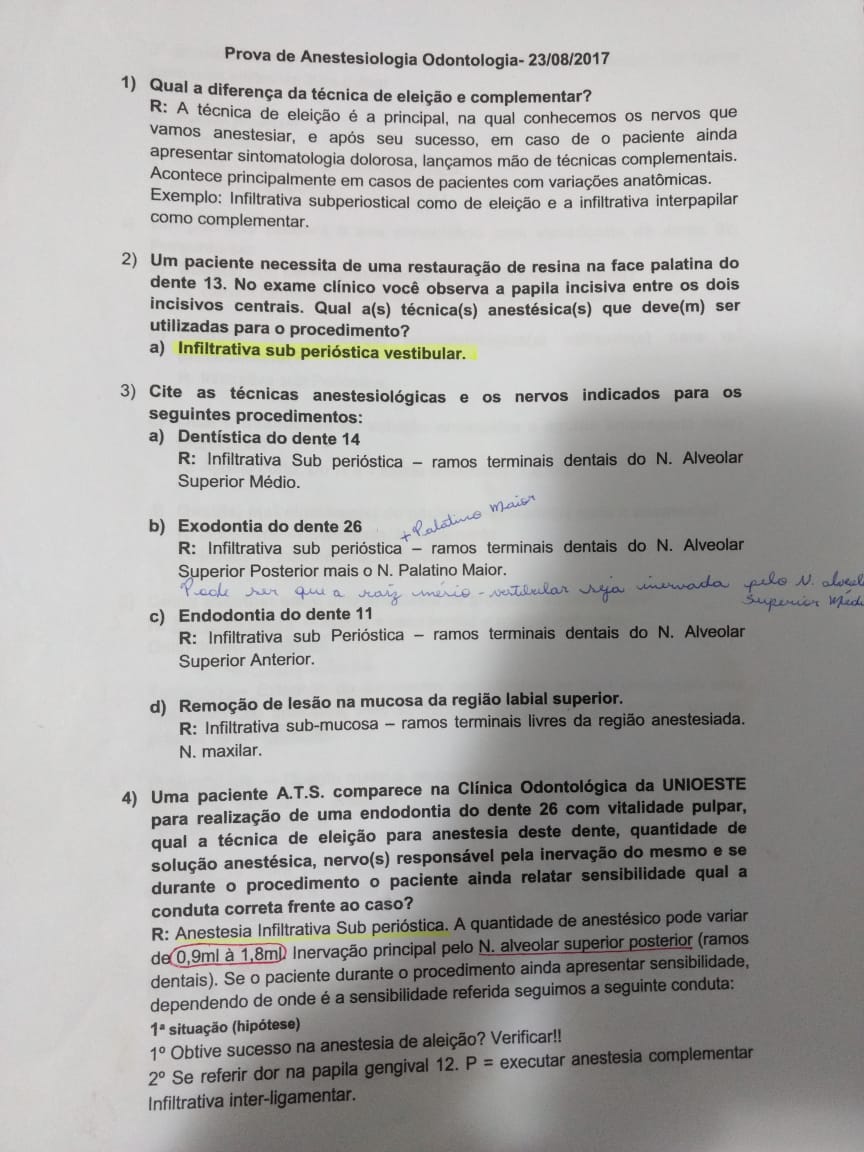 Prova de Anestesiologia Odontologia- 23/08/2017
1) Qual a diferença da técnica de eleição e complementar?
R: A técnica de eleição é a principal, na qual conhecemos os nervos que
vamos anestesiar, e após seu sucesso, em caso de o paciente ainda
apresentar sintomatologia dolorosa, lançamos mão de técnicas complementais.
Acontece principalmente em casos de pacientes com variações anatômicas.
Exemplo: Infiltrativa subperiostical como de eleição e a infiltrativa interpapilar
como complementar.
2) Um paciente necessita de uma restauração de resina na face palatina do
dente 13. No exame clínico você observa a papila incisiva entre os dois
incisivos centrais. Qual a(s) técnica(s) anestésica(s) que deve(m) ser
utilizadas para o procedimento?
a) Infiltrativa sub perióstica vestibular.
3) Cite as técnicas anestesiológicas e os nervos indicados para os
seguintes procedimentos:
a) Dentística do dente 14
R: Infiltrativa Sub perióstica – ramos terminais dentais do N. Alveolar
Superior Médio.
b) Exodontia do dente 26
+ Palatino Maior
R: Infiltrativa sub perióstica – ramos terminais dentais do N. Alveolar
Superior Posterior mais o N. Palatino Maior.
Pode ser que a raiz mésio-vestibular seja inervada pelo N. alveol
Superior Médi
c) Endodontia do dente 11
R: Infiltrativa sub Perióstica – ramos terminais dentais do N. Alveolar
Superior Anterior.
d) Remoção de lesão na mucosa da região labial superior.
R: Infiltrativa sub-mucosa – ramos terminais livres da região anestesiada.
N. maxilar.
4) Uma paciente A.T.S. comparece na Clínica Odontológica da UNIOESTE
para realização de uma endodontia do dente 26 com vitalidade pulpar,
qual a técnica de eleição para anestesia deste dente, quantidade de
solução anestésica, nervo(s) responsável pela inervação do mesmo e se
durante o procedimento o paciente ainda relatar sensibilidade qual a
conduta correta frente ao caso?
R: Anestesia Infiltrativa Sub perióstica. A quantidade de anestésico pode variar
de 0,9ml à 1,8ml. Inervação principal pelo N. alveolar superior posterior (ramos
dentais). Se o paciente durante o procedimento ainda apresentar sensibilidade,
dependendo de onde é a sensibilidade referida seguimos a seguinte conduta:
1ª situação (hipótese)
1º Obtive sucesso na anestesia de aleição? Verificar!!
2º Se referir dor na papila gengival 12. P = executar anestesia complementar
Infiltrativa inter-ligamentar.